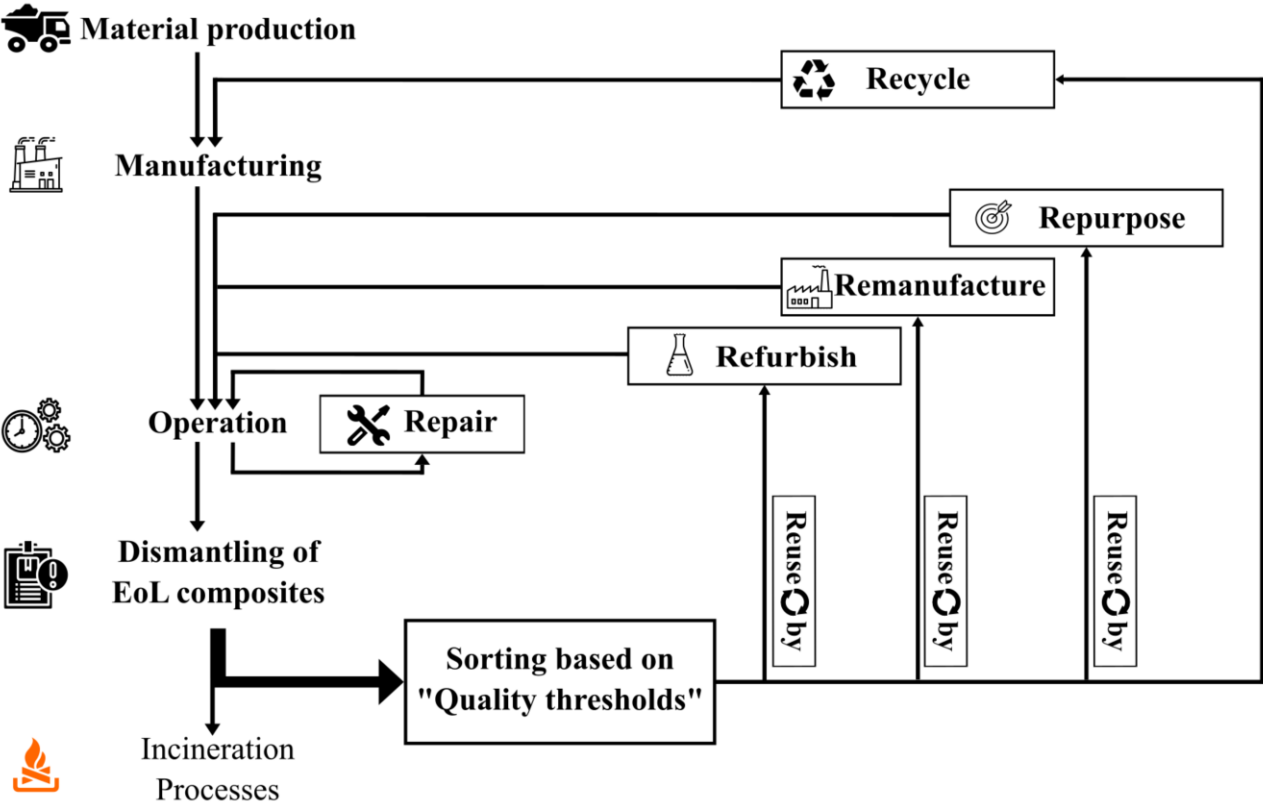 Material production
Recycle
Manufacturing
Repurpose
Remanufacture
Refurbish
Operation
Repair
Reuse by
Reuse by
Reuse by
Dismantling of
EoL composites
Sorting based on
"Quality thresholds"
Incineration
Processes